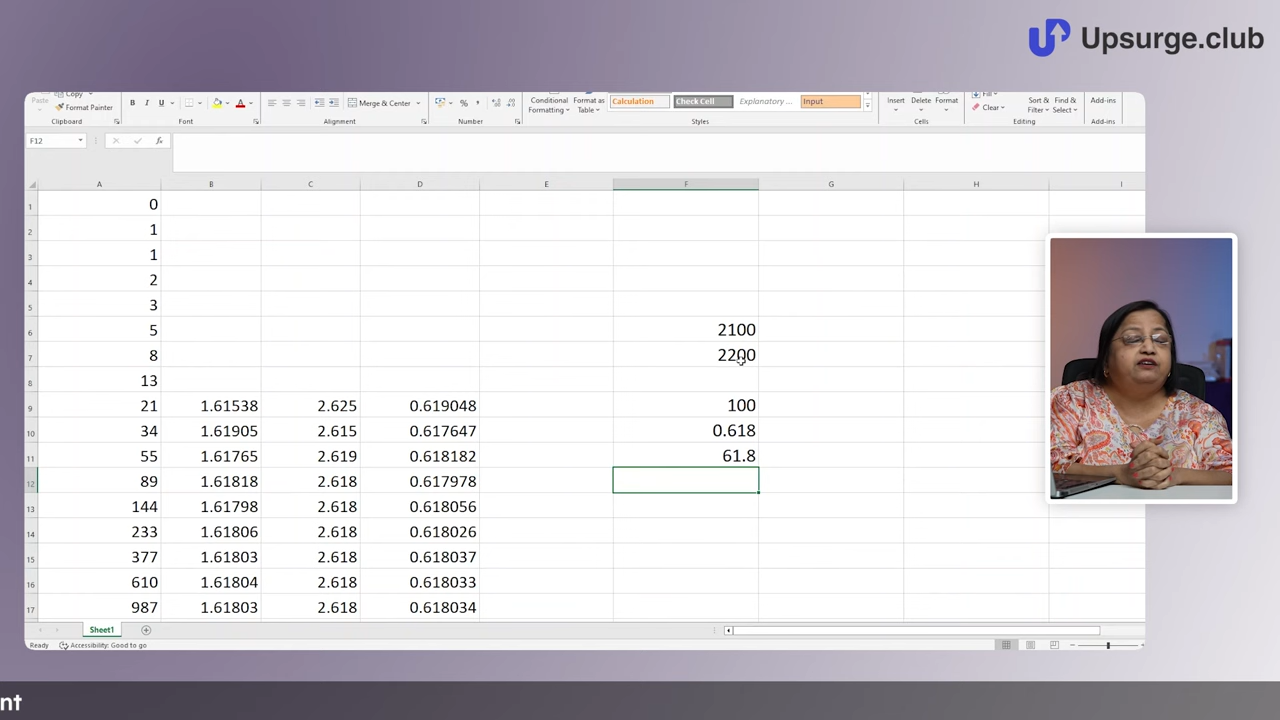 Upsurge.club
Paste
Copy
Format Painter
Clipboard
B I U
Font
Merge & Center
Alignment
%
Number
Conditional Formatting
Format as Table
Calculation
Check Cell
Explanatory ...
Input
Styles
Insert
Delete
Format
Cells
Fill
Clear
Editing
Sort & Filter
Find & Select
Add-ins
Add-ins
F12
fx
A B C D E F G H I
1 0
2 1
3 1
4 2
5 3
6 5 2100
7 8 2200
8 13
9 21 1.61538 2.625 0.619048 100
10 34 1.61905 2.615 0.617647 0.618
11 55 1.61765 2.619 0.618182 61.8
12 89 1.61818 2.618 0.617978
13 144 1.61798 2.618 0.618056
14 233 1.61806 2.618 0.618026
15 377 1.61803 2.618 0.618037
16 610 1.61804 2.618 0.618033
17 987 1.61803 2.618 0.618034
Sheet1
Ready
Accessibility: Good to go
nt